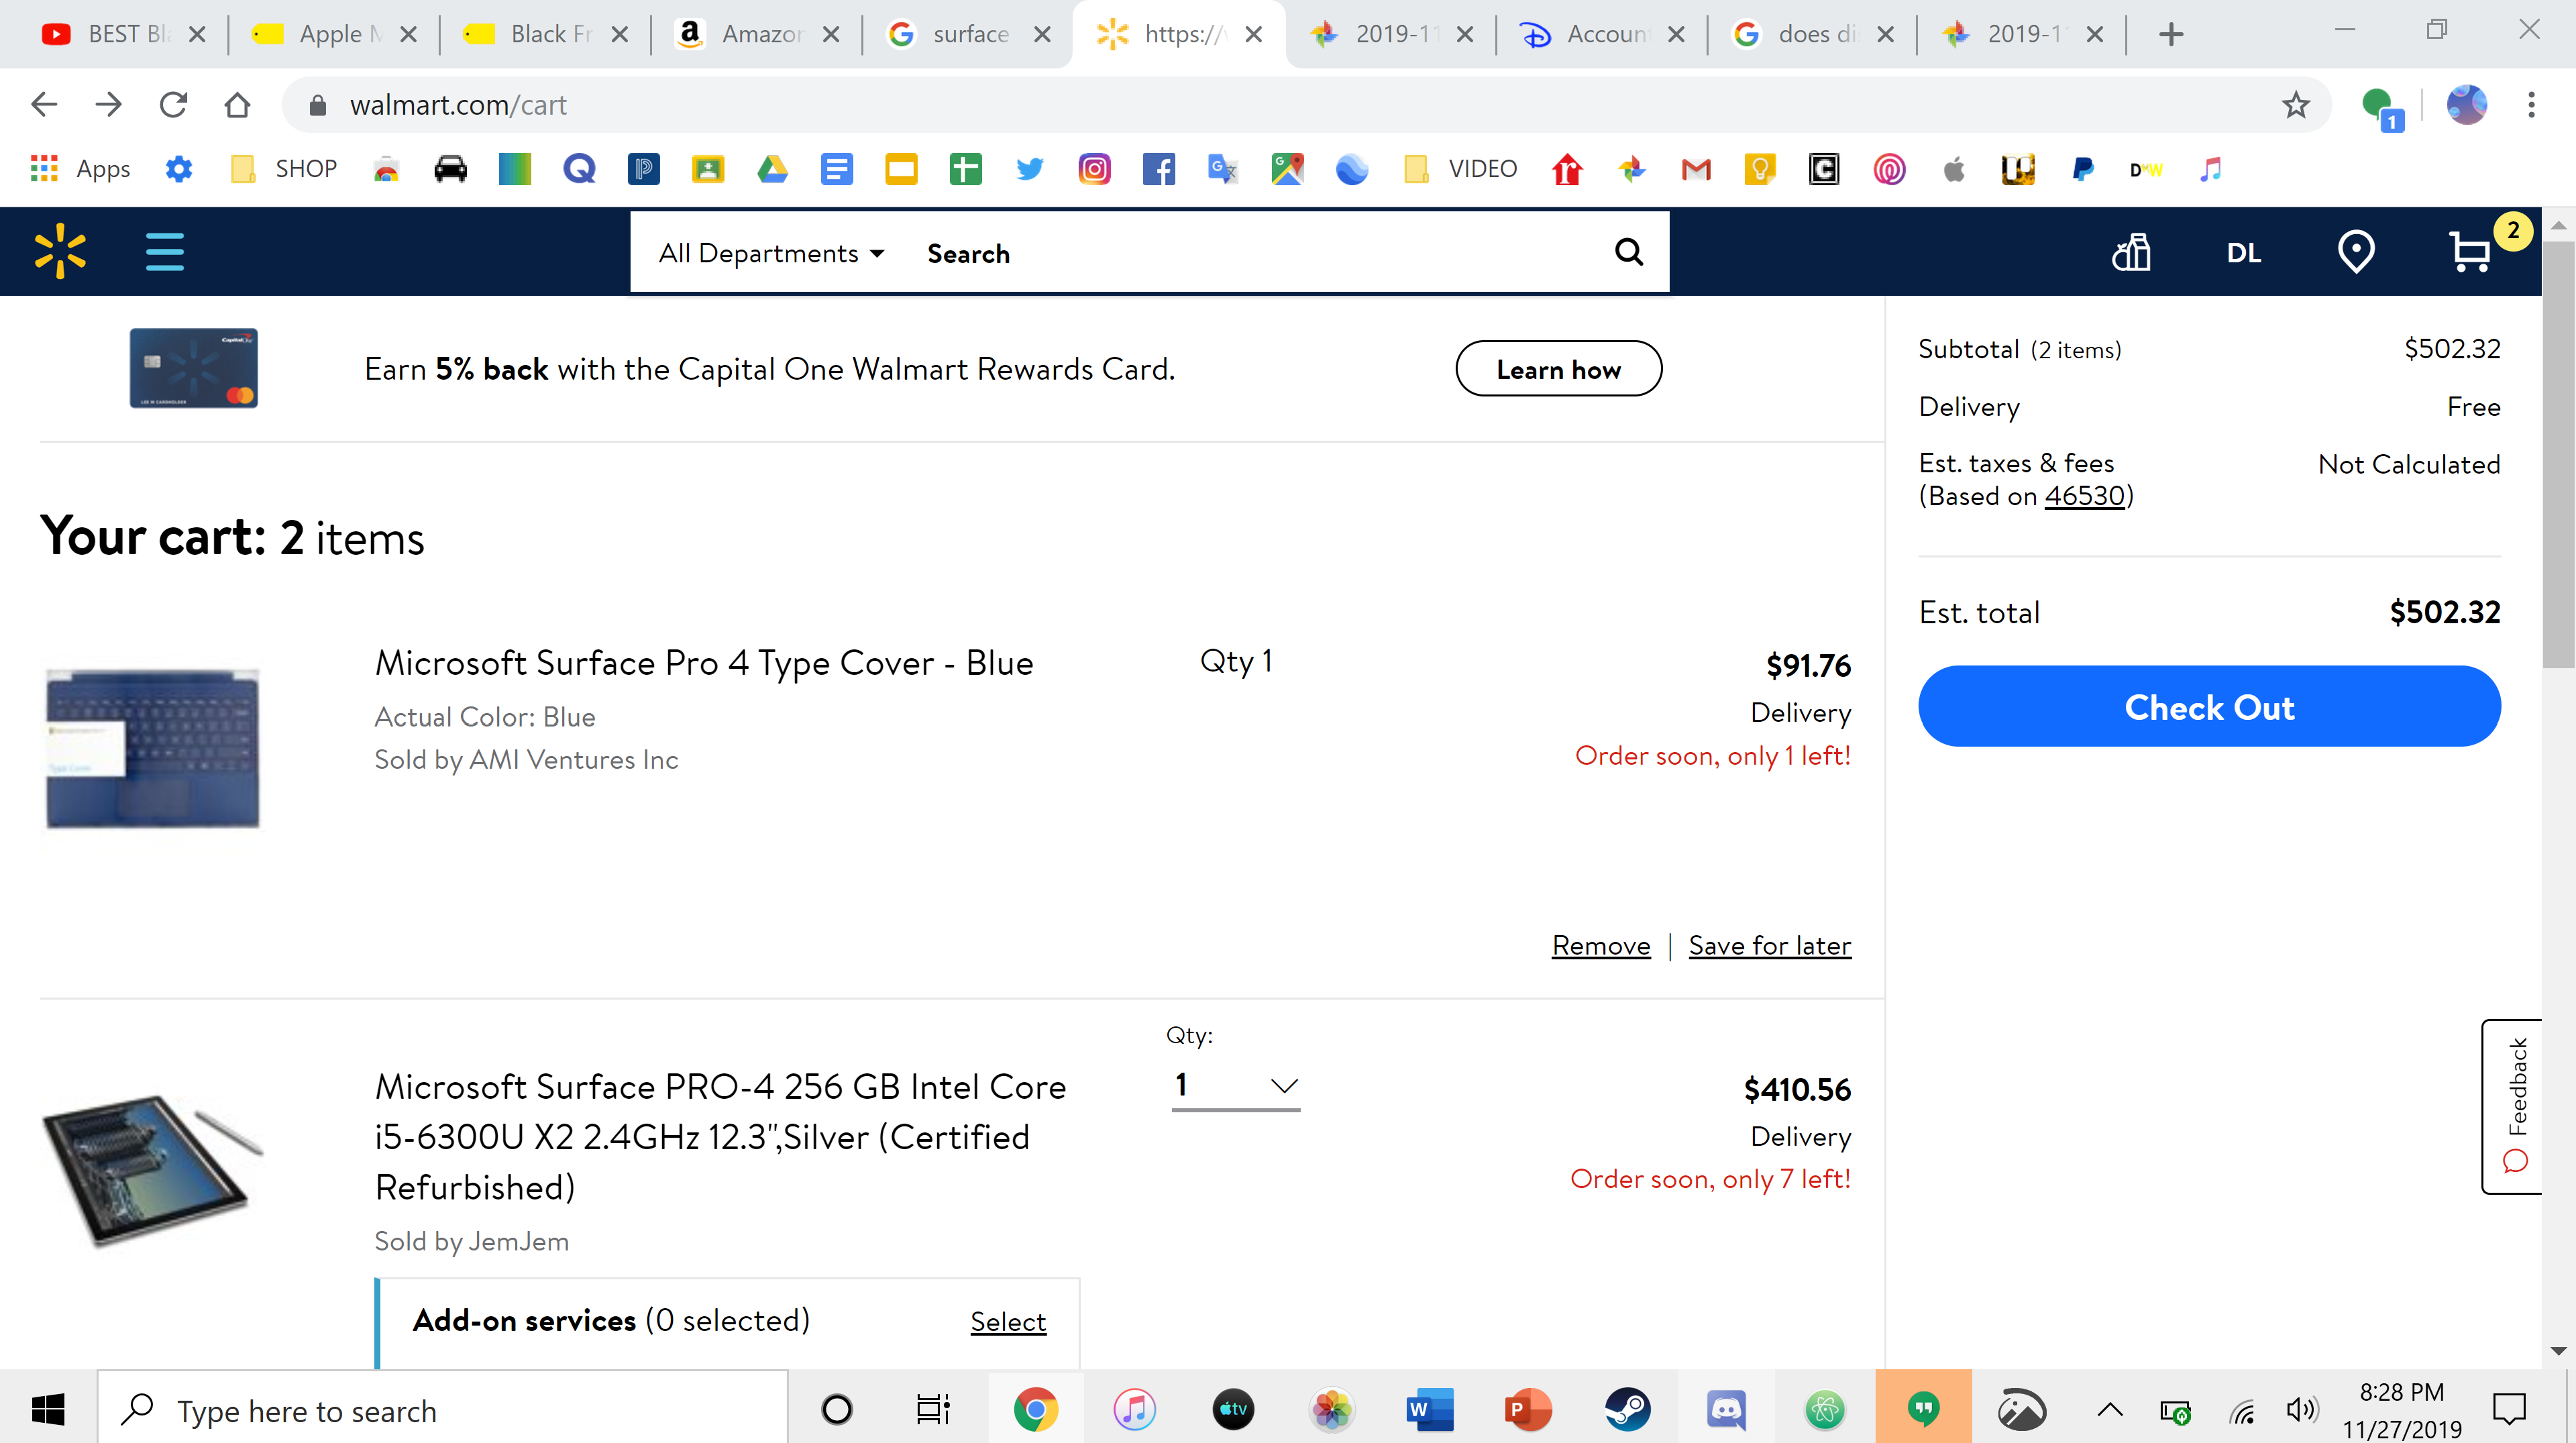 BEST Bl
Apple M
Black Fr
Amazon
surface
https://
2019-11
Accoun
does di
2019-1
walmart.com/cart
1
Apps
SHOP
VIDEO
All Departments
Search
DL
2
CapitalOne
Earn 5% back with the Capital One Walmart Rewards Card.
Learn how
LEE M CARDHOLDER
Subtotal (2 items)
$502.32
Delivery
Free
Est. taxes & fees
(Based on 46530)
Not Calculated
Est. total
$502.32
Check Out
Your cart: 2 items
Microsoft Surface Pro 4 Type Cover - Blue
Actual Color: Blue
Sold by AMI Ventures Inc
Qty 1
$91.76
Delivery
Order soon, only 1 left!
Type Cover
Remove
Save for later
Microsoft Surface PRO-4 256 GB Intel Core
i5-6300U X2 2.4GHz 12.3",Silver (Certified
Refurbished)
Sold by JemJem
Qty:
1
$410.56
Delivery
Order soon, only 7 left!
Add-on services (0 selected)
Select
Feedback
Type here to search
8:28 PM
11/27/2019